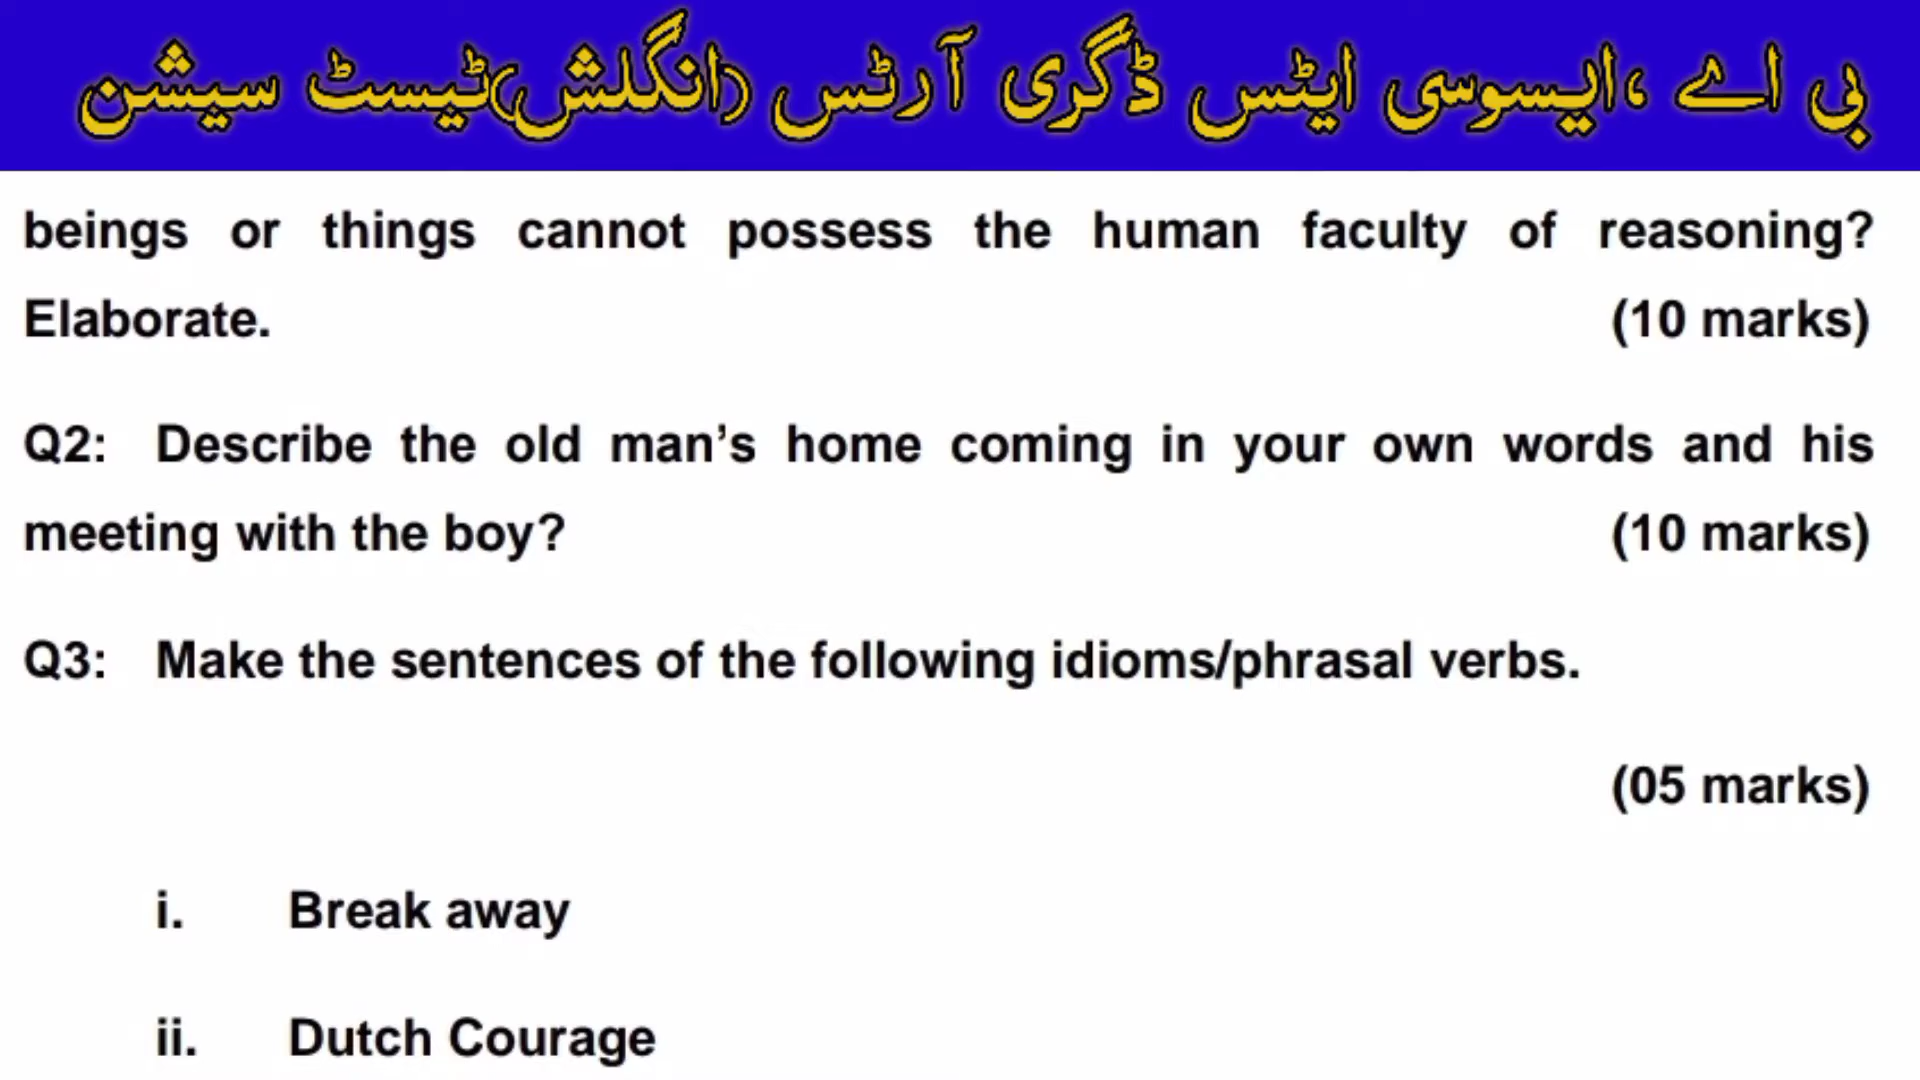 بی اے ،ایسوسی ایٹس ڈگری آرٹس (انگلش)ٹیسٹ سیشن
beings or things cannot possess the human faculty of reasoning?
Elaborate. (10 marks)
Q2: Describe the old man’s home coming in your own words and his
meeting with the boy? (10 marks)
Q3: Make the sentences of the following idioms/phrasal verbs.
(05 marks)
i. Break away
ii. Dutch Courage